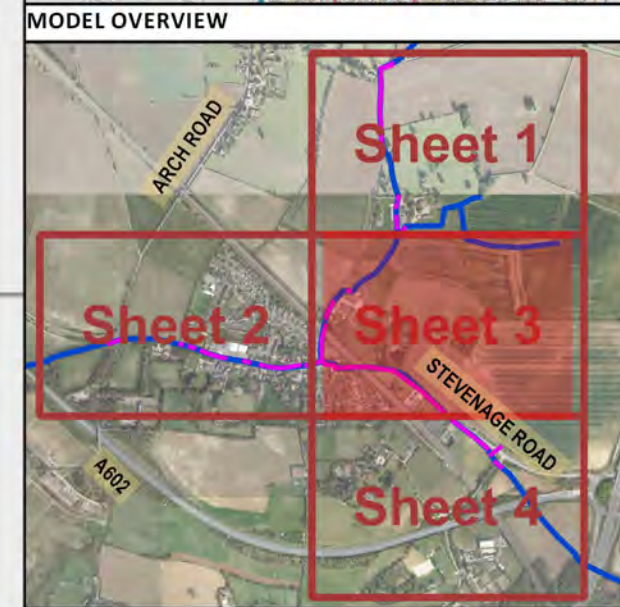 MODEL OVERVIEW
ARCH ROAD
Sheet 1
Sheet 2
Sheet 3
STEVENAGE ROAD
A602
Sheet 4